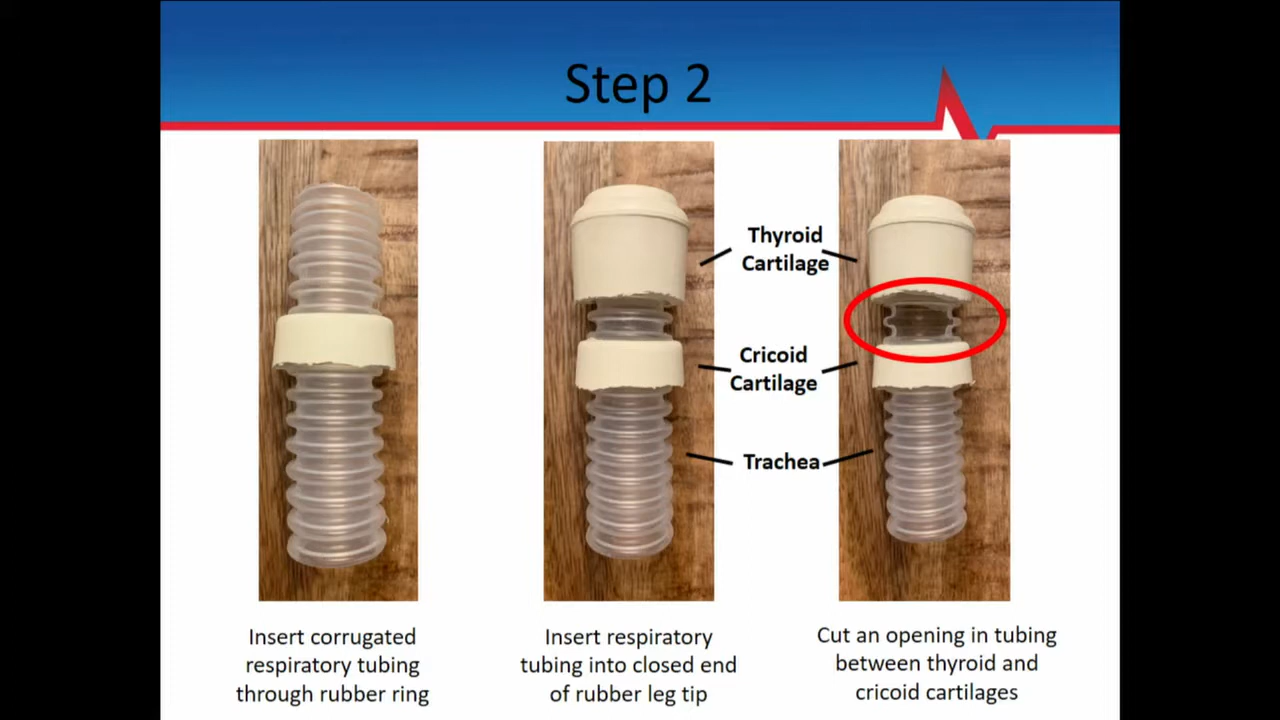 Step 2
Thyroid
Cartilage
Cricoid
Cartilage
Trachea
Insert corrugated
respiratory tubing
through rubber ring
Insert respiratory
tubing into closed end
of rubber leg tip
Cut an opening in tubing
between thyroid and
cricoid cartilages